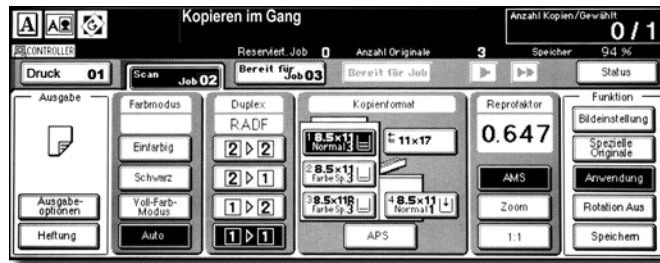 Kopieren im Gang
Anzahl Kopien/Gewählt
0 / 1
CONTROLLER
Reserviert. Job 0
Anzahl Originale 3
Speicher 94 %
Druck 01
Scan Job 02
Bereit für Job 03
Bereit für Job
Status
Ausgabe
Ausgabe-
optionen
Heftung
Farbmodus
Einfarbig
Schwarz
Voll-Farb-
Modus
Auto
Duplex
RADF
2 ▷ 2
2 ▷ 1
1 ▷ 2
1 ▷ 1
Kopienformat
1 8.5×11
Normal 3
11×17
2 8.5×11
Farbe Sp. 3
3 8.5×11R
Farbe Sp. 3
4 8.5×11
Normal 1
APS
Reprofaktor
0.647
AMS
Zoom
1:1
Funktion
Bildeinstellung
Spezielle
Originale
Anwendung
Rotation Aus
Speichern